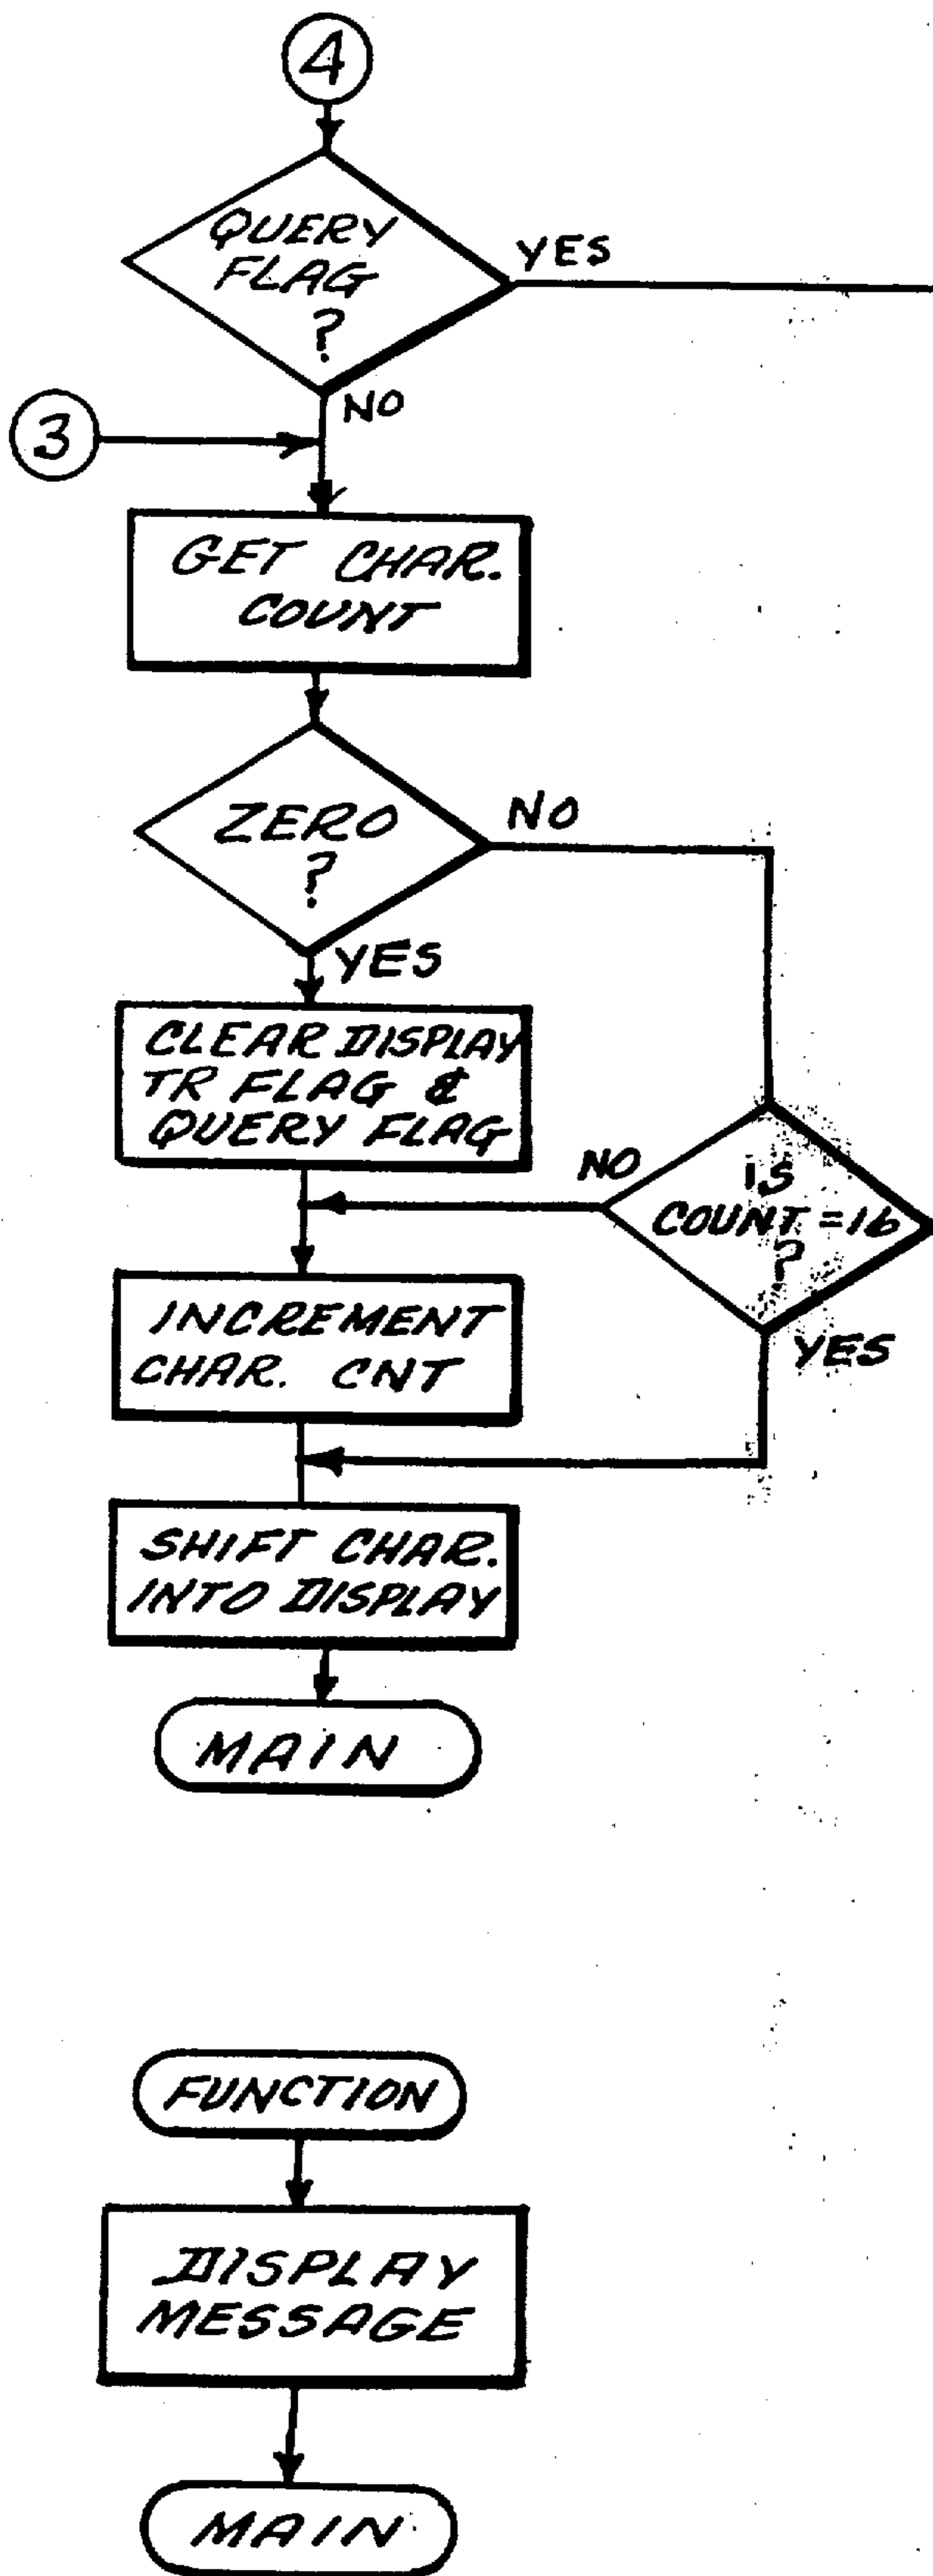 4
QUERY
FLAG
?
YES
NO
3
GET CHAR.
COUNT
ZERO
?
NO
YES
CLEAR DISPLAY
TR FLAG &
QUERY FLAG
NO
IS
COUNT = 16
?
YES
INCREMENT
CHAR. CNT
SHIFT CHAR.
INTO DISPLAY
MAIN
FUNCTION
DISPLAY
MESSAGE
MAIN